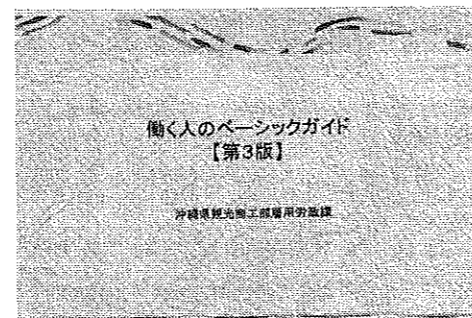 働く人のベーシックガイド
【第3版】
沖縄県観光商工部雇用労政課